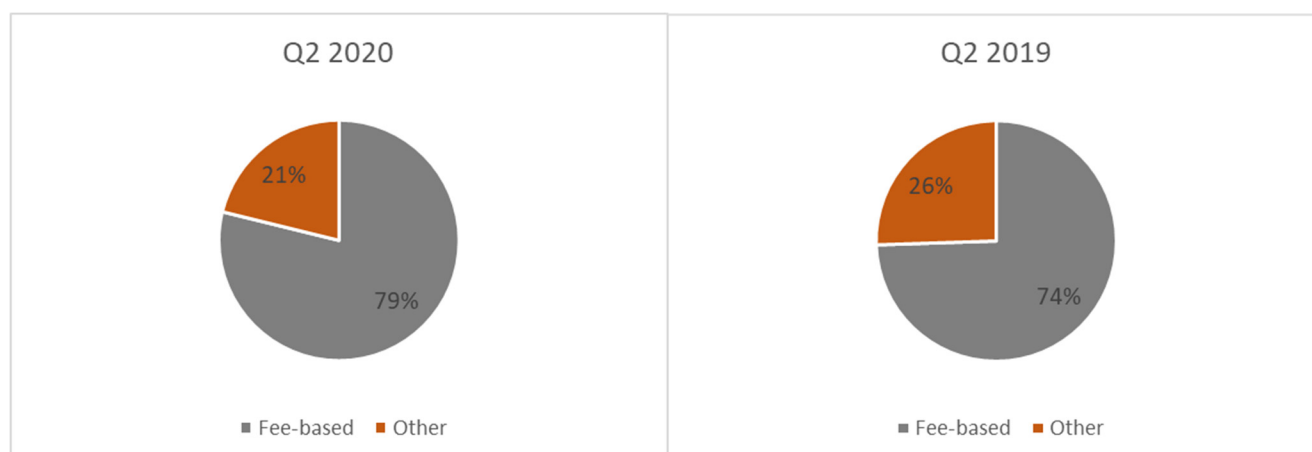 Q2 2020
21%
79%
Fee-based Other
Q2 2019
26%
74%
Fee-based Other